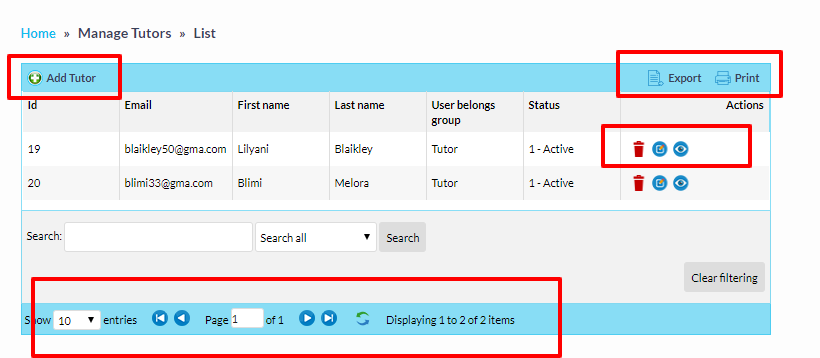 Home » Manage Tutors » List
Add Tutor Export Print
Id Email First name Last name User belongs group Status Actions
19 blaikley50@gma.com Lilyani Blaikley Tutor 1 - Active
20 blimi33@gma.com Blimi Melora Tutor 1 - Active
Search: Search all Search
Clear filtering
Show 10 entries Page 1 of 1 Displaying 1 to 2 of 2 items